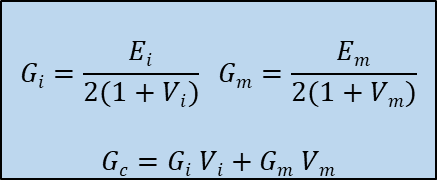 G_i = E_i / 2(1 + V_i)   G_m = E_m / 2(1 + V_m)
G_c = G_i V_i + G_m V_m